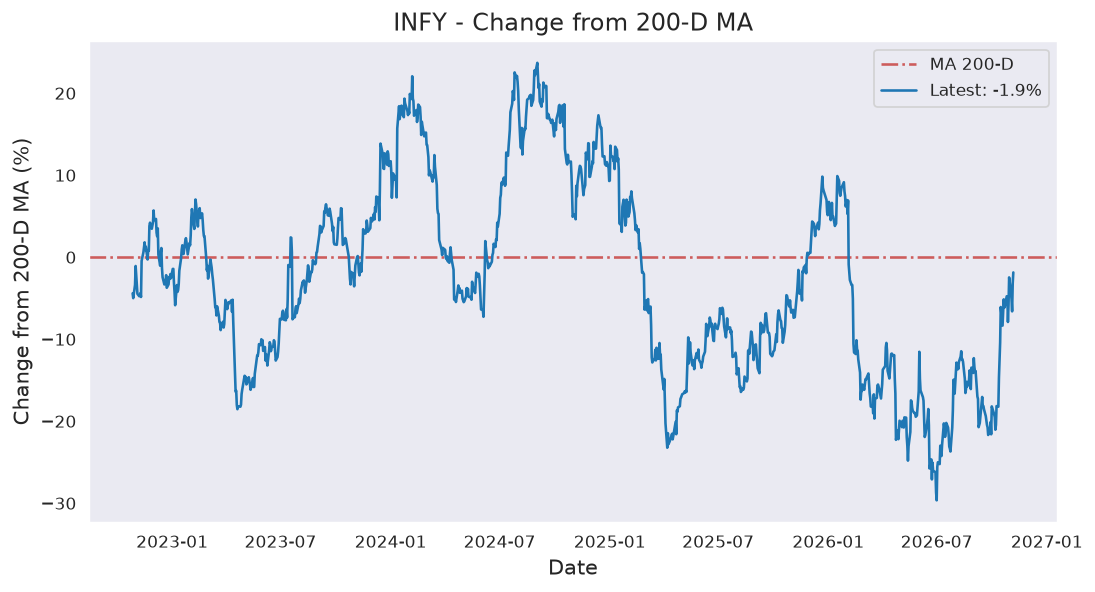 INFY - Change from 200-D MA
MA 200-D
Latest: -1.9%
Change from 200-D MA (%)
20
10
0
−10
−20
−30
2023-01 2023-07 2024-01 2024-07 2025-01 2025-07 2026-01 2026-07 2027-01
Date